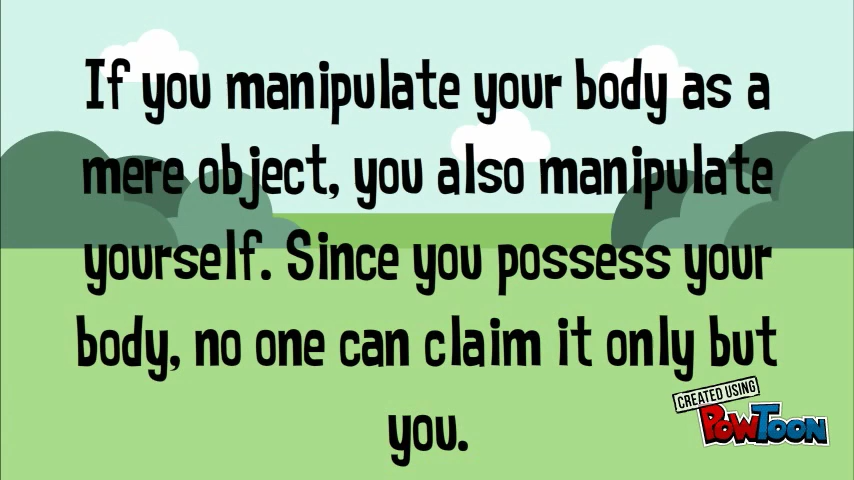 If you manipulate your body as a
mere object, you also manipulate
yourself. Since you possess your
body, no one can claim it only but
you.
CREATED USING
POWTOON